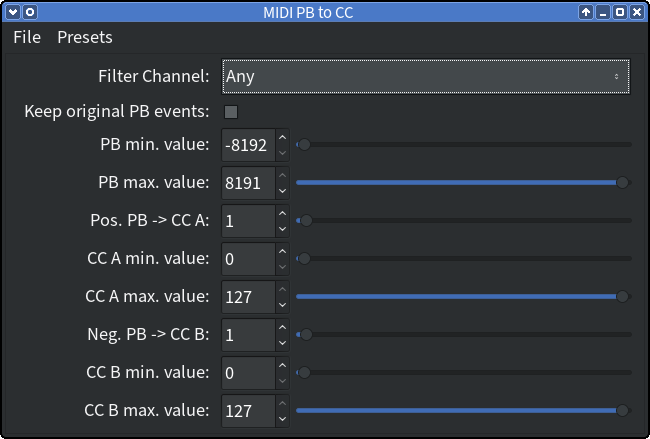 MIDI PB to CC
File Presets
Filter Channel: Any
Keep original PB events:
PB min. value: -8192
PB max. value: 8191
Pos. PB -> CC A: 1
CC A min. value: 0
CC A max. value: 127
Neg. PB -> CC B: 1
CC B min. value: 0
CC B max. value: 127